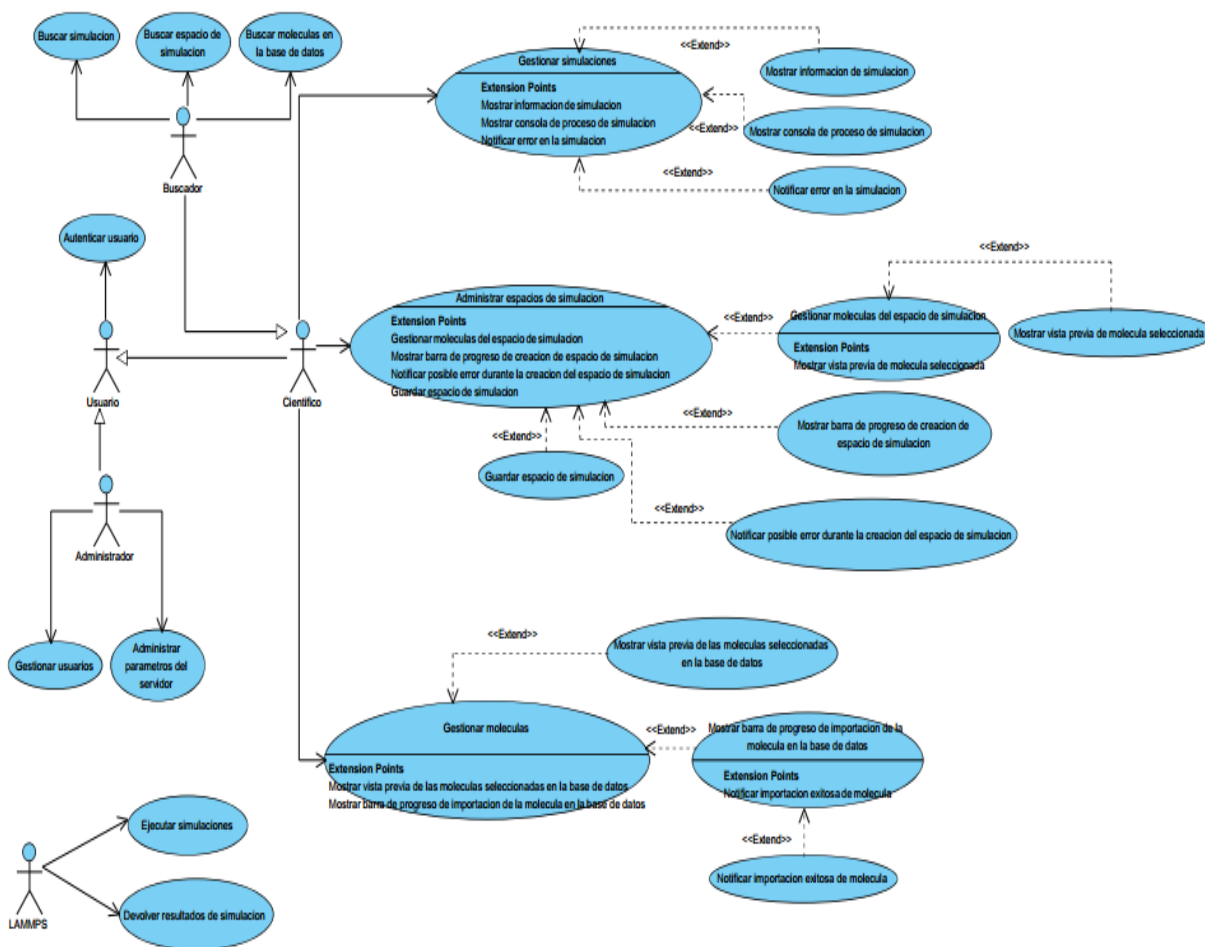 Buscar simulacion
Buscar espacio de
simulacion
Buscar moleculas en
la base de datos
Buscador
Autenticar usuario
Usuario
Cientifico
Administrador
Gestionar usuarios
Administrar
parametros del
servidor
LAMMPS
Ejecutar simulaciones
Devolver resultados de simulacion
Gestionar simulaciones
Extension Points
Mostrar informacion de simulacion
Mostrar consola de proceso de simulacion
Notificar error en la simulacion
<<Extend>>
Mostrar informacion de simulacion
<<Extend>>
Mostrar consola de proceso de simulacion
<<Extend>>
Notificar error en la simulacion
Administrar espacios de simulacion
Extension Points
Gestionar moleculas del espacio de simulacion
Mostrar barra de progreso de creacion de espacio de simulacion
Notificar posible error durante la creacion del espacio de simulacion
Guardar espacio de simulacion
<<Extend>>
Gestionar moleculas del espacio de simulacion
Extension Points
Mostrar vista previa de molecula seleccionada
<<Extend>>
Mostrar vista previa de molecula seleccionada
Mostrar barra de progreso de creacion de
espacio de simulacion
<<Extend>>
<<Extend>>
Guardar espacio de simulacion
<<Extend>>
Notificar posible error durante la creacion del espacio de simulacion
<<Extend>>
Mostrar vista previa de las moleculas seleccionadas
en la base de datos
Gestionar moleculas
Extension Points
Mostrar vista previa de las moleculas seleccionadas en la base de datos
Mostrar barra de progreso de importacion de la molecula en la base de datos
<<Extend>>
Mostrar barra de progreso de importacion de la
molecula en la base de datos
Extension Points
Notificar importacion exitosa de molecula
<<Extend>>
Notificar importacion exitosa de molecula